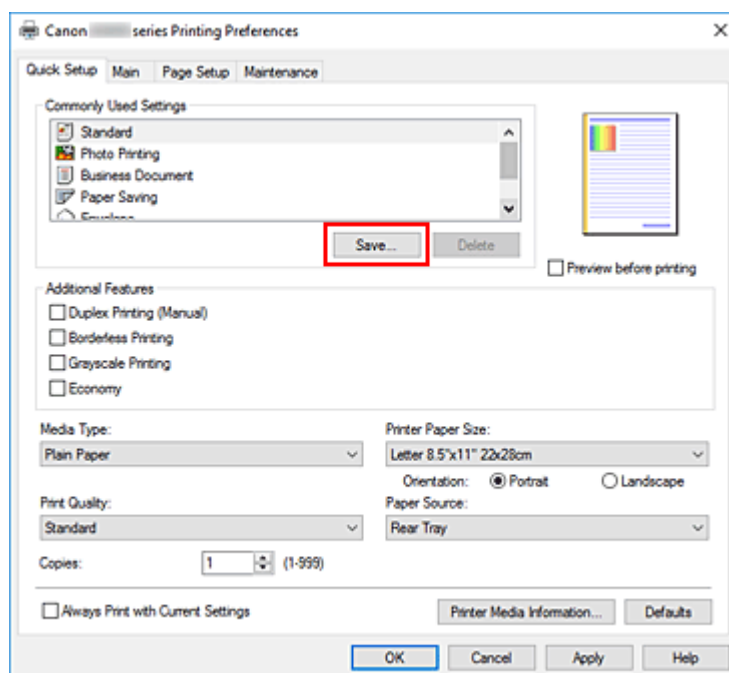 Canon series Printing Preferences
Quick Setup Main Page Setup Maintenance
Commonly Used Settings
Standard
Photo Printing
Business Document
Paper Saving
Envelope
Save... Delete
Preview before printing
Additional Features
Duplex Printing (Manual)
Borderless Printing
Grayscale Printing
Economy
Media Type: Printer Paper Size:
Plain Paper Letter 8.5"x11" 22x28cm
Orientation: Portrait Landscape
Print Quality: Paper Source:
Standard Rear Tray
Copies: 1 (1-999)
Always Print with Current Settings Printer Media Information... Defaults
OK Cancel Apply Help